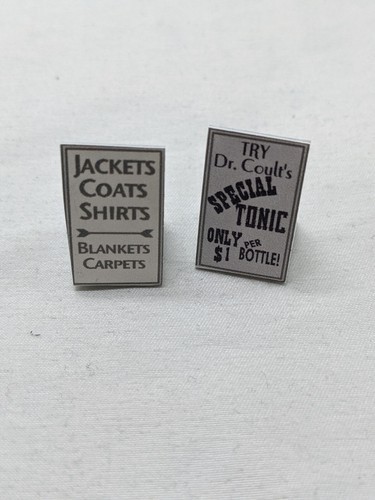 JACKETS
COATS
SHIRTS
BLANKETS
CARPETS
TRY
Dr. Coult's
SPECIAL
TONIC
ONLY PER
$1 BOTTLE!